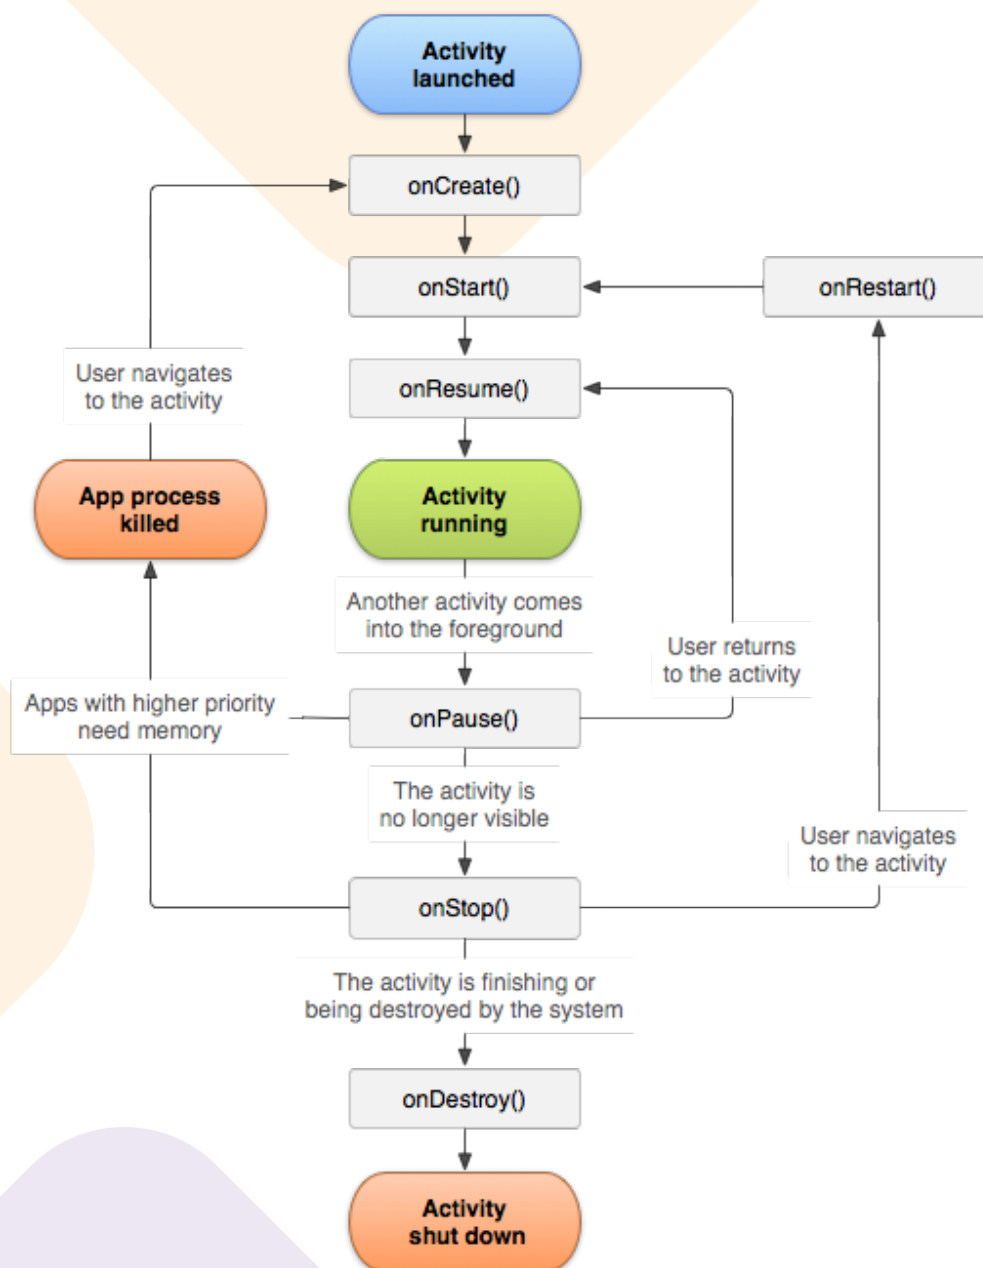 Activity
launched
onCreate()
onStart()
onRestart()
User navigates
to the activity
onResume()
App process
killed
Activity
running
Another activity comes
into the foreground
User returns
to the activity
Apps with higher priority
need memory
onPause()
The activity is
no longer visible
User navigates
to the activity
onStop()
The activity is finishing or
being destroyed by the system
onDestroy()
Activity
shut down